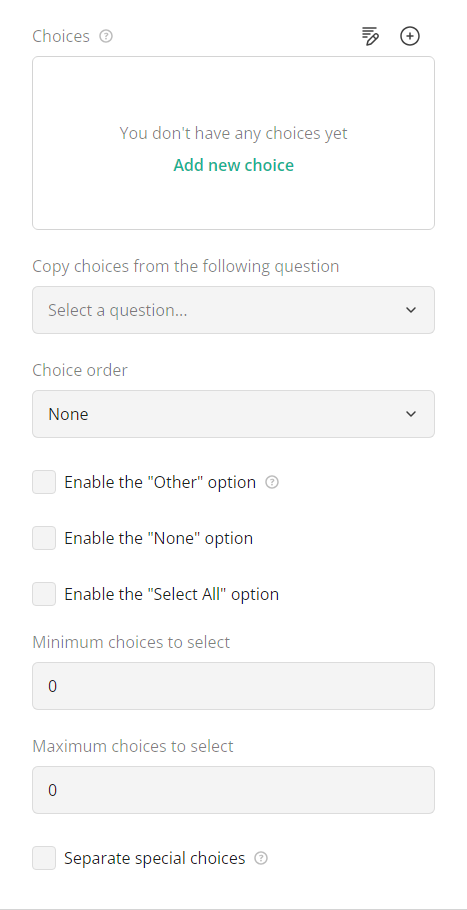 Choices
You don't have any choices yet
Add new choice
Copy choices from the following question
Select a question...
Choice order
None
Enable the "Other" option
Enable the "None" option
Enable the "Select All" option
Minimum choices to select
0
Maximum choices to select
0
Separate special choices